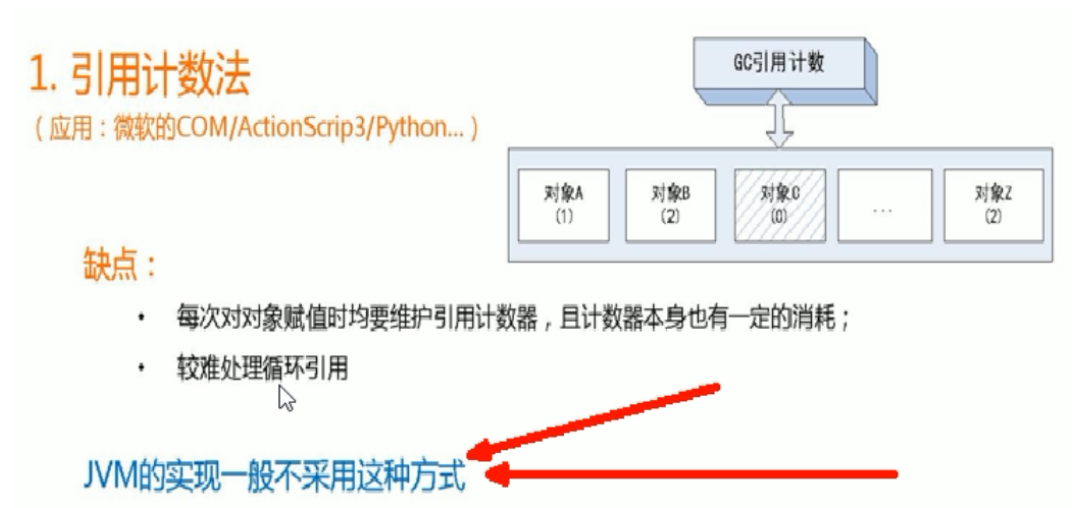 1. 引用计数法
（应用：微软的COM/ActionScrip3/Python...）
GC引用计数
对象A
(1)
对象B
(2)
对象C
(0)
...
对象Z
(2)
缺点：
• 每次对对象赋值时均要维护引用计数器，且计数器本身也有一定的消耗；
• 较难处理循环引用
JVM的实现一般不采用这种方式